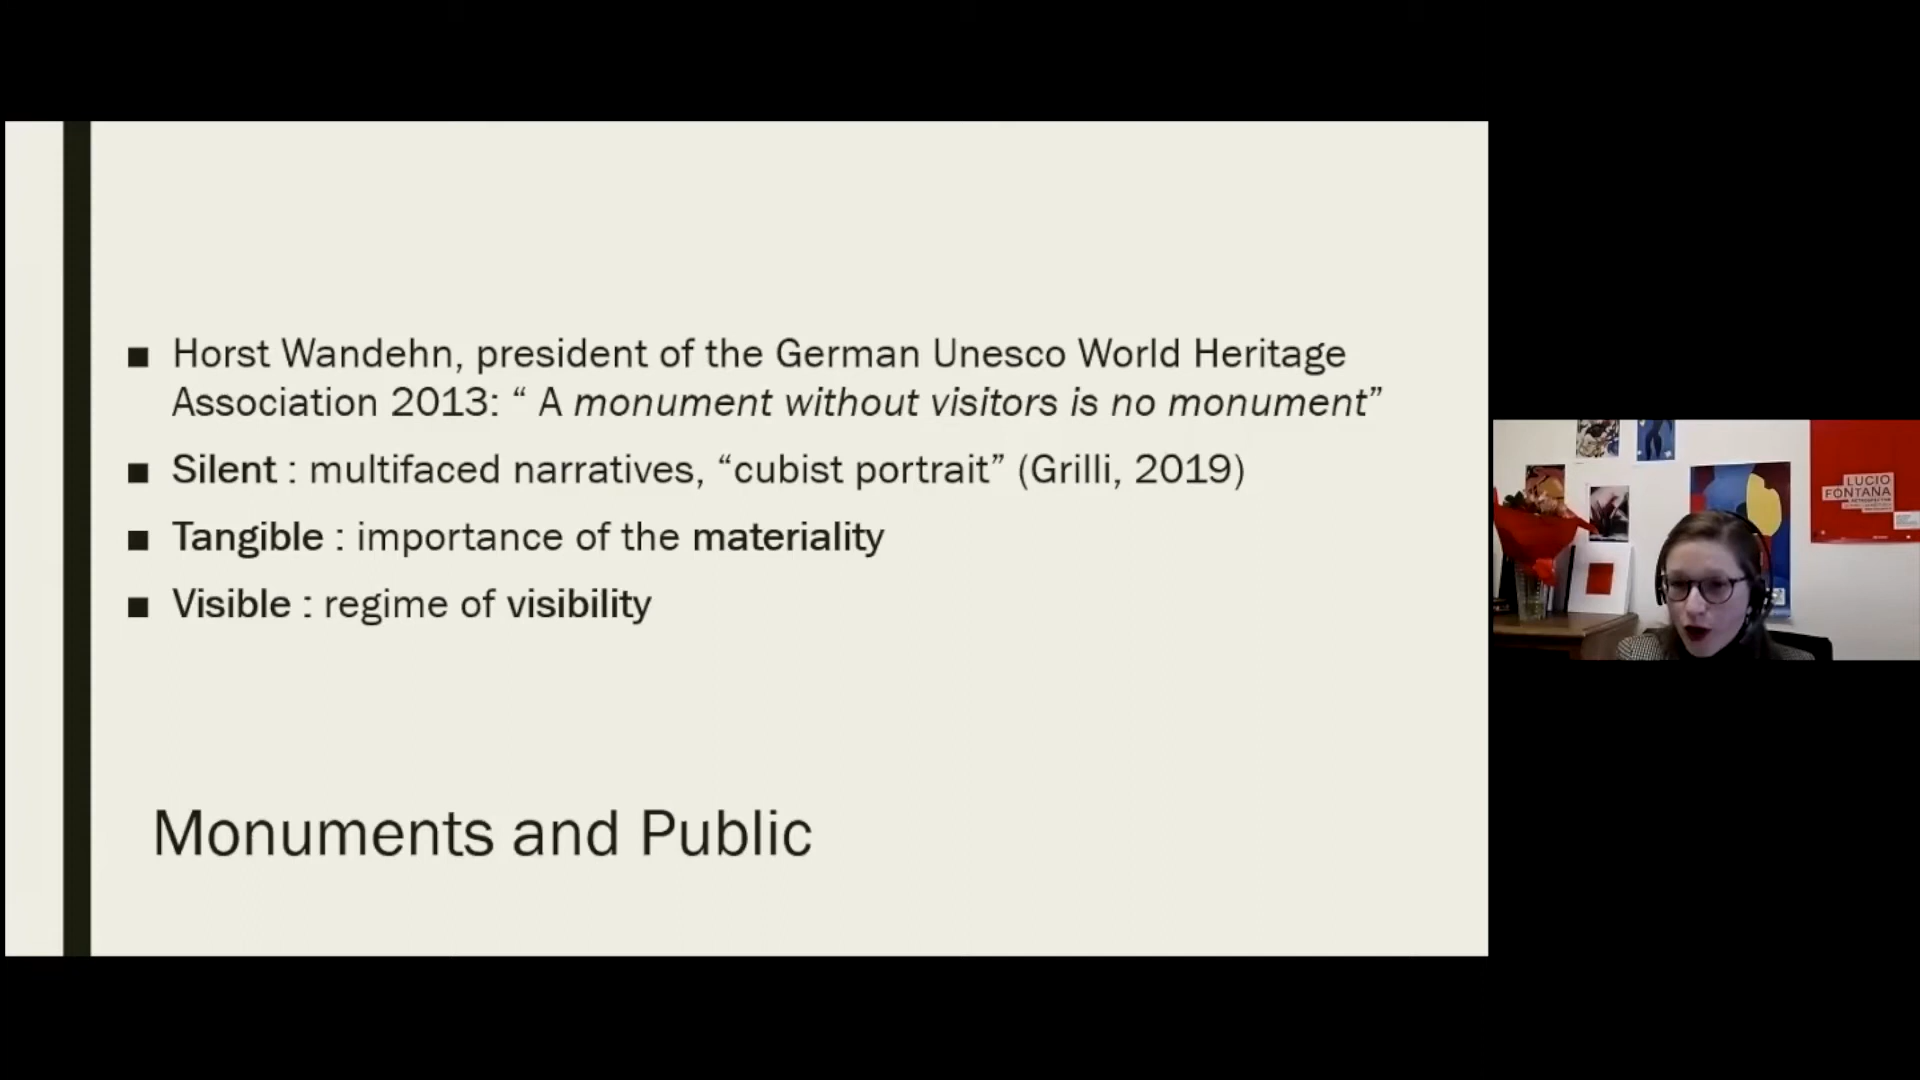 ■ Horst Wandehn, president of the German Unesco World Heritage
Association 2013: “ A monument without visitors is no monument”
■ Silent : multifaced narratives, “cubist portrait” (Grilli, 2019)
■ Tangible : importance of the materiality
■ Visible : regime of visibility
Monuments and Public
LUCIO
FONTANA